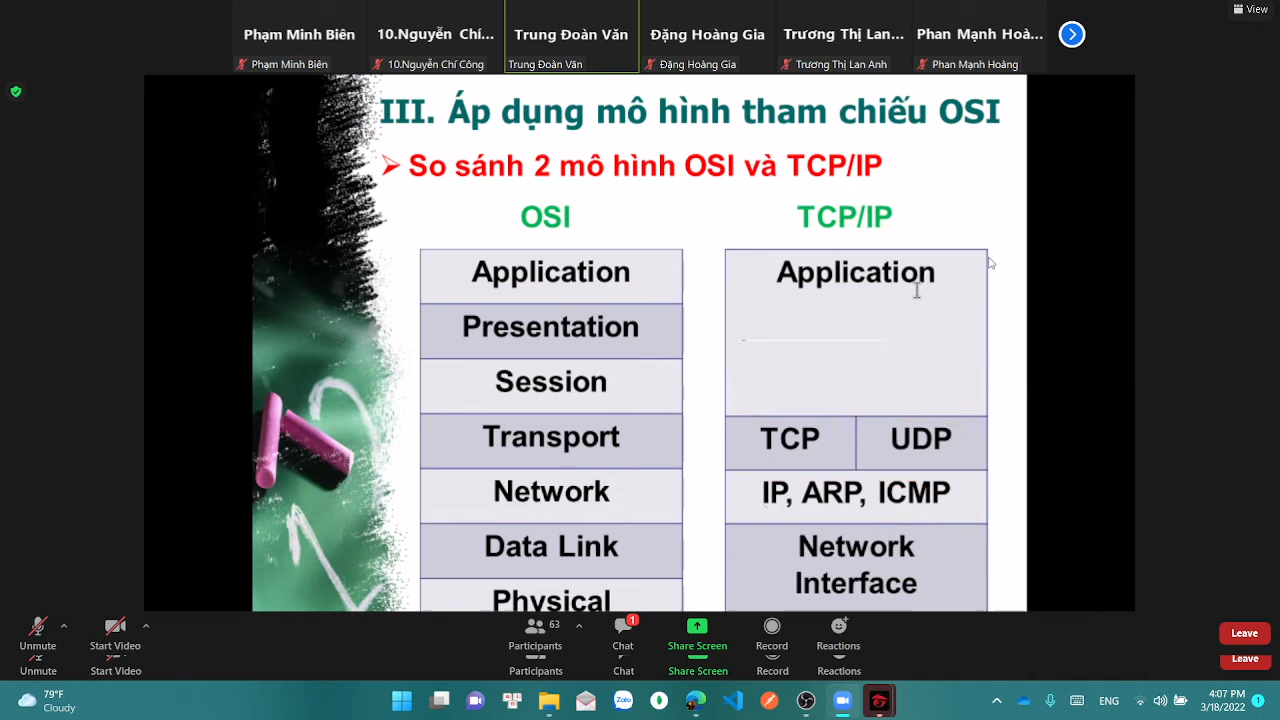 View
Phạm Minh Biên
10.Nguyễn Chí...
Trung Đoàn Văn
Đặng Hoàng Gia
Trương Thị Lan...
Phan Mạnh Hoà...
Phạm Minh Biên
10.Nguyễn Chí Công
Trung Đoàn Văn
Đặng Hoàng Gia
Trương Thị Lan Anh
Phan Mạnh Hoàng
III. Áp dụng mô hình tham chiếu OSI
So sánh 2 mô hình OSI và TCP/IP
OSI
Application
Presentation
Session
Transport
Network
Data Link
Physical
TCP/IP
Application
TCP
UDP
IP, ARP, ICMP
Network
Interface
63
1
Unmute
Start Video
Participants
Chat
Share Screen
Record
Reactions
Leave
Unmute
Start Video
Participants
Chat
Share Screen
Record
Reactions
Leave
79°F
Cloudy
Zalo
ENG
4:07 PM
3/18/2022
1